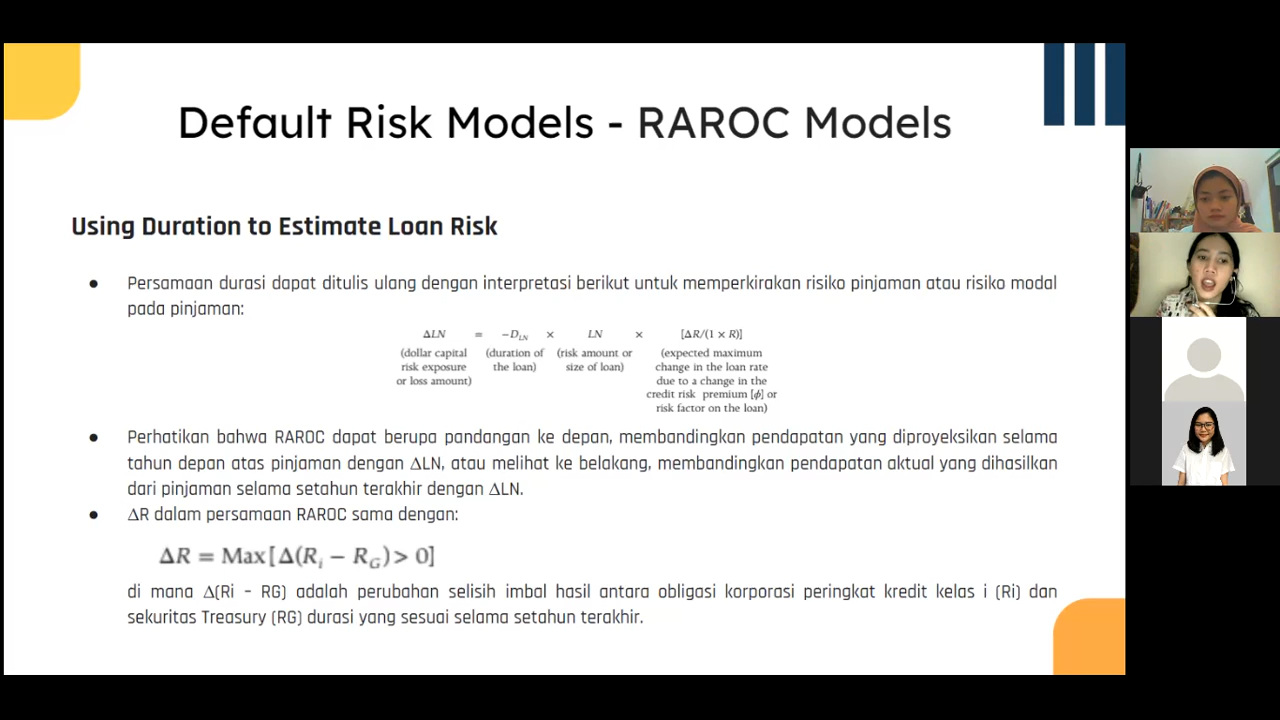 Default Risk Models - RAROC Models
Using Duration to Estimate Loan Risk
● Persamaan durasi dapat ditulis ulang dengan interpretasi berikut untuk memperkirakan risiko pinjaman atau risiko modal
pada pinjaman:
ΔLN = −D_LN × LN × [ΔR/(1 × R)]
(dollar capital (duration of (risk amount or (expected maximum
risk exposure the loan) size of loan) change in the loan rate
or loss amount) due to a change in the
credit risk premium [ϕ] or
risk factor on the loan)
● Perhatikan bahwa RAROC dapat berupa pandangan ke depan, membandingkan pendapatan yang diproyeksikan selama
tahun depan atas pinjaman dengan ΔLN, atau melihat ke belakang, membandingkan pendapatan aktual yang dihasilkan
dari pinjaman selama setahun terakhir dengan ΔLN.
● ΔR dalam persamaan RAROC sama dengan:
ΔR = Max[Δ(R_i − R_G) > 0]
di mana Δ(Ri – RG) adalah perubahan selisih imbal hasil antara obligasi korporasi peringkat kredit kelas i (Ri) dan
sekuritas Treasury (RG) durasi yang sesuai selama setahun terakhir.